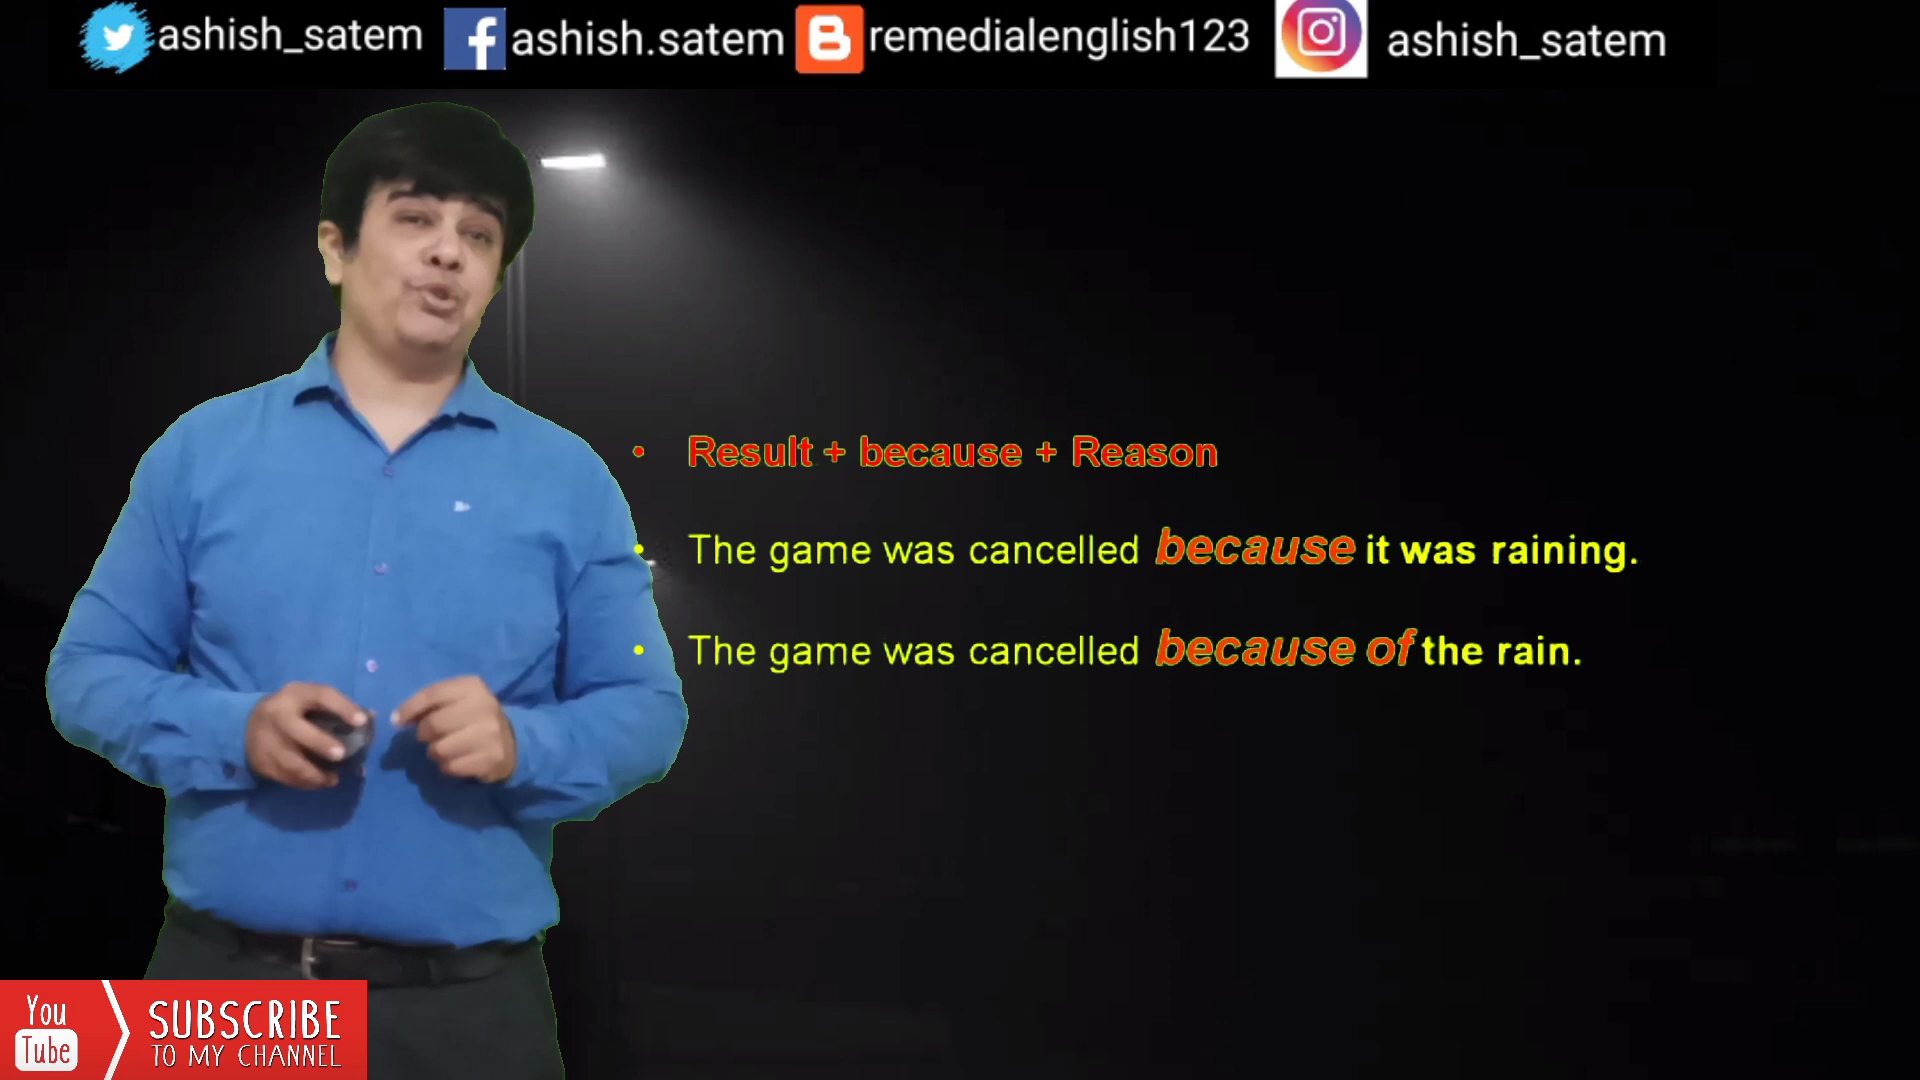 ashish_satem ashish.satem remedialenglish123 ashish_satem
• Result + because + Reason
• The game was cancelled because it was raining.
• The game was cancelled because of the rain.
You
Tube
SUBSCRIBE
TO MY CHANNEL